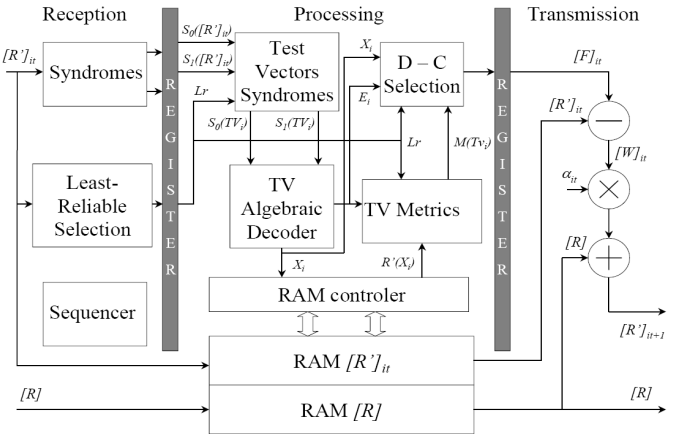 Reception
Processing
Transmission
[R']it
Syndromes
S0([R']it)
S1([R']it)
Lr
REGISTER
Test
Vectors
Syndromes
Xi
D – C
Selection
Ei
REGISTER
[F]it
[R']it
[W]it
αit
S0(TVi)
S1(TVi)
Lr
M(Tvi)
Least-
Reliable
Selection
TV
Algebraic
Decoder
TV Metrics
[R]
Xi
R'(Xi)
Sequencer
RAM controler
[R']it+1
RAM [R']it
[R]
RAM [R]
[R]